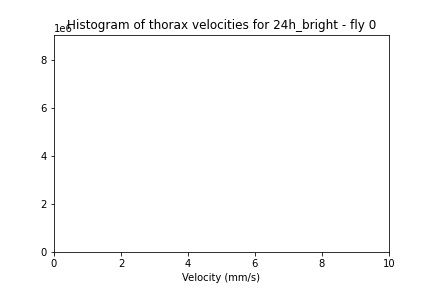 Histogram of thorax velocities for 24h_bright - fly 0
1e6
8
6
4
2
0
0 2 4 6 8 10
Velocity (mm/s)